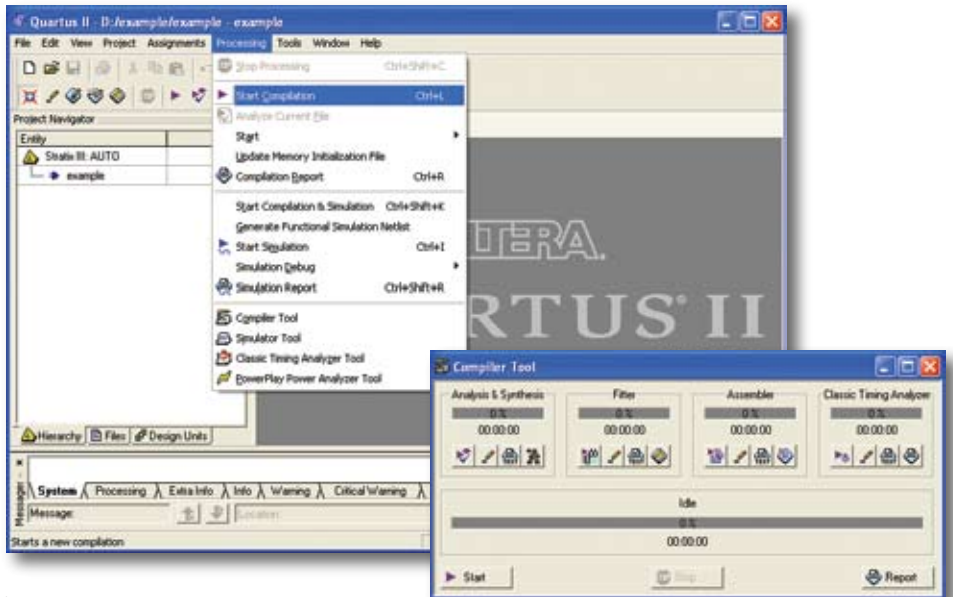 Quartus II - D:/example/example - example
File Edit View Project Assignments Processing Tools Window Help
Stop Processing Ctrl+Shift+C
Start Compilation Ctrl+L
Analyze Current File
Start
Update Memory Initialization File
Compilation Report Ctrl+R
Start Compilation & Simulation Ctrl+Shift+K
Generate Functional Simulation Netlist
Start Simulation Ctrl+I
Simulation Debug
Simulation Report Ctrl+Shift+R
Compiler Tool
Simulator Tool
Classic Timing Analyzer Tool
PowerPlay Power Analyzer Tool
Project Navigator
Entity
Stratix III: AUTO
example
Hierarchy Files Design Units
LTERA.
RTUS II
System Processing Extra Info Info Warning Critical Warning
Messages
Message: Location:
Starts a new compilation
Compiler Tool
Analysis & Synthesis Fitter Assembler Classic Timing Analyzer
0 % 0 % 0 % 0 %
00:00:00 00:00:00 00:00:00 00:00:00
Idle
0 %
00:00:00
Start Stop Report